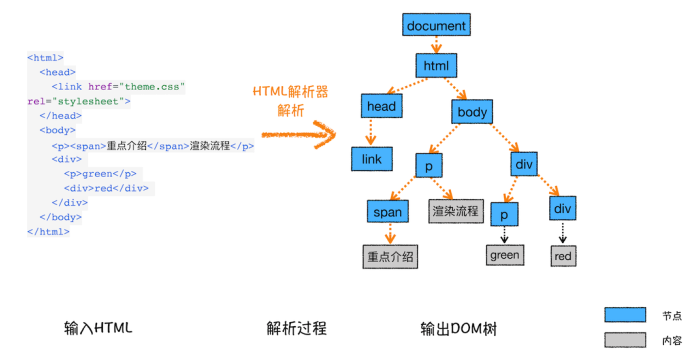 <html>
<head>
<link href="theme.css"
rel="stylesheet">
</head>
<body>
<p><span>重点介绍</span>渲染流程</p>
<div>
<p>green</p>
<div>red</div>
</div>
</body>
</html>
HTML解析器
解析
document
html
head
body
link
p
div
span
渲染流程
p
div
重点介绍
green
red
输入HTML
解析过程
输出DOM树
节点
内容